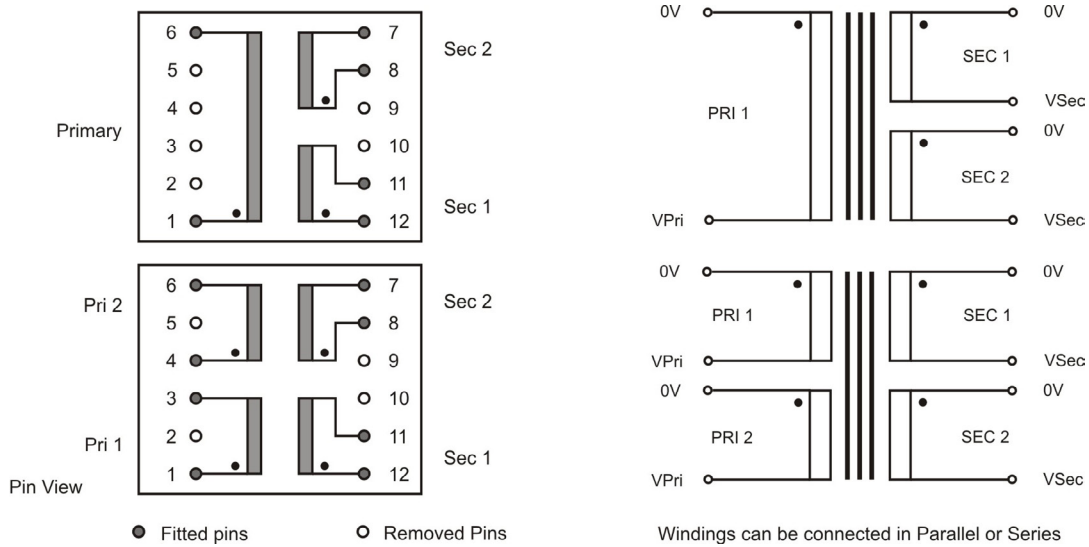 6 7 Sec 2
5 8
4 9
Primary
3 10
2 11
1 12 Sec 1
Pri 2 6 7 Sec 2
5 8
4 9
3 10
Pri 1 2 11 Sec 1
1 12
Pin View
Fitted pins Removed Pins
0V 0V
SEC 1
PRI 1 VSec
0V
SEC 2
VPri VSec
0V 0V
PRI 1 SEC 1
VPri VSec
0V 0V
PRI 2 SEC 2
VPri VSec
Windings can be connected in Parallel or Series